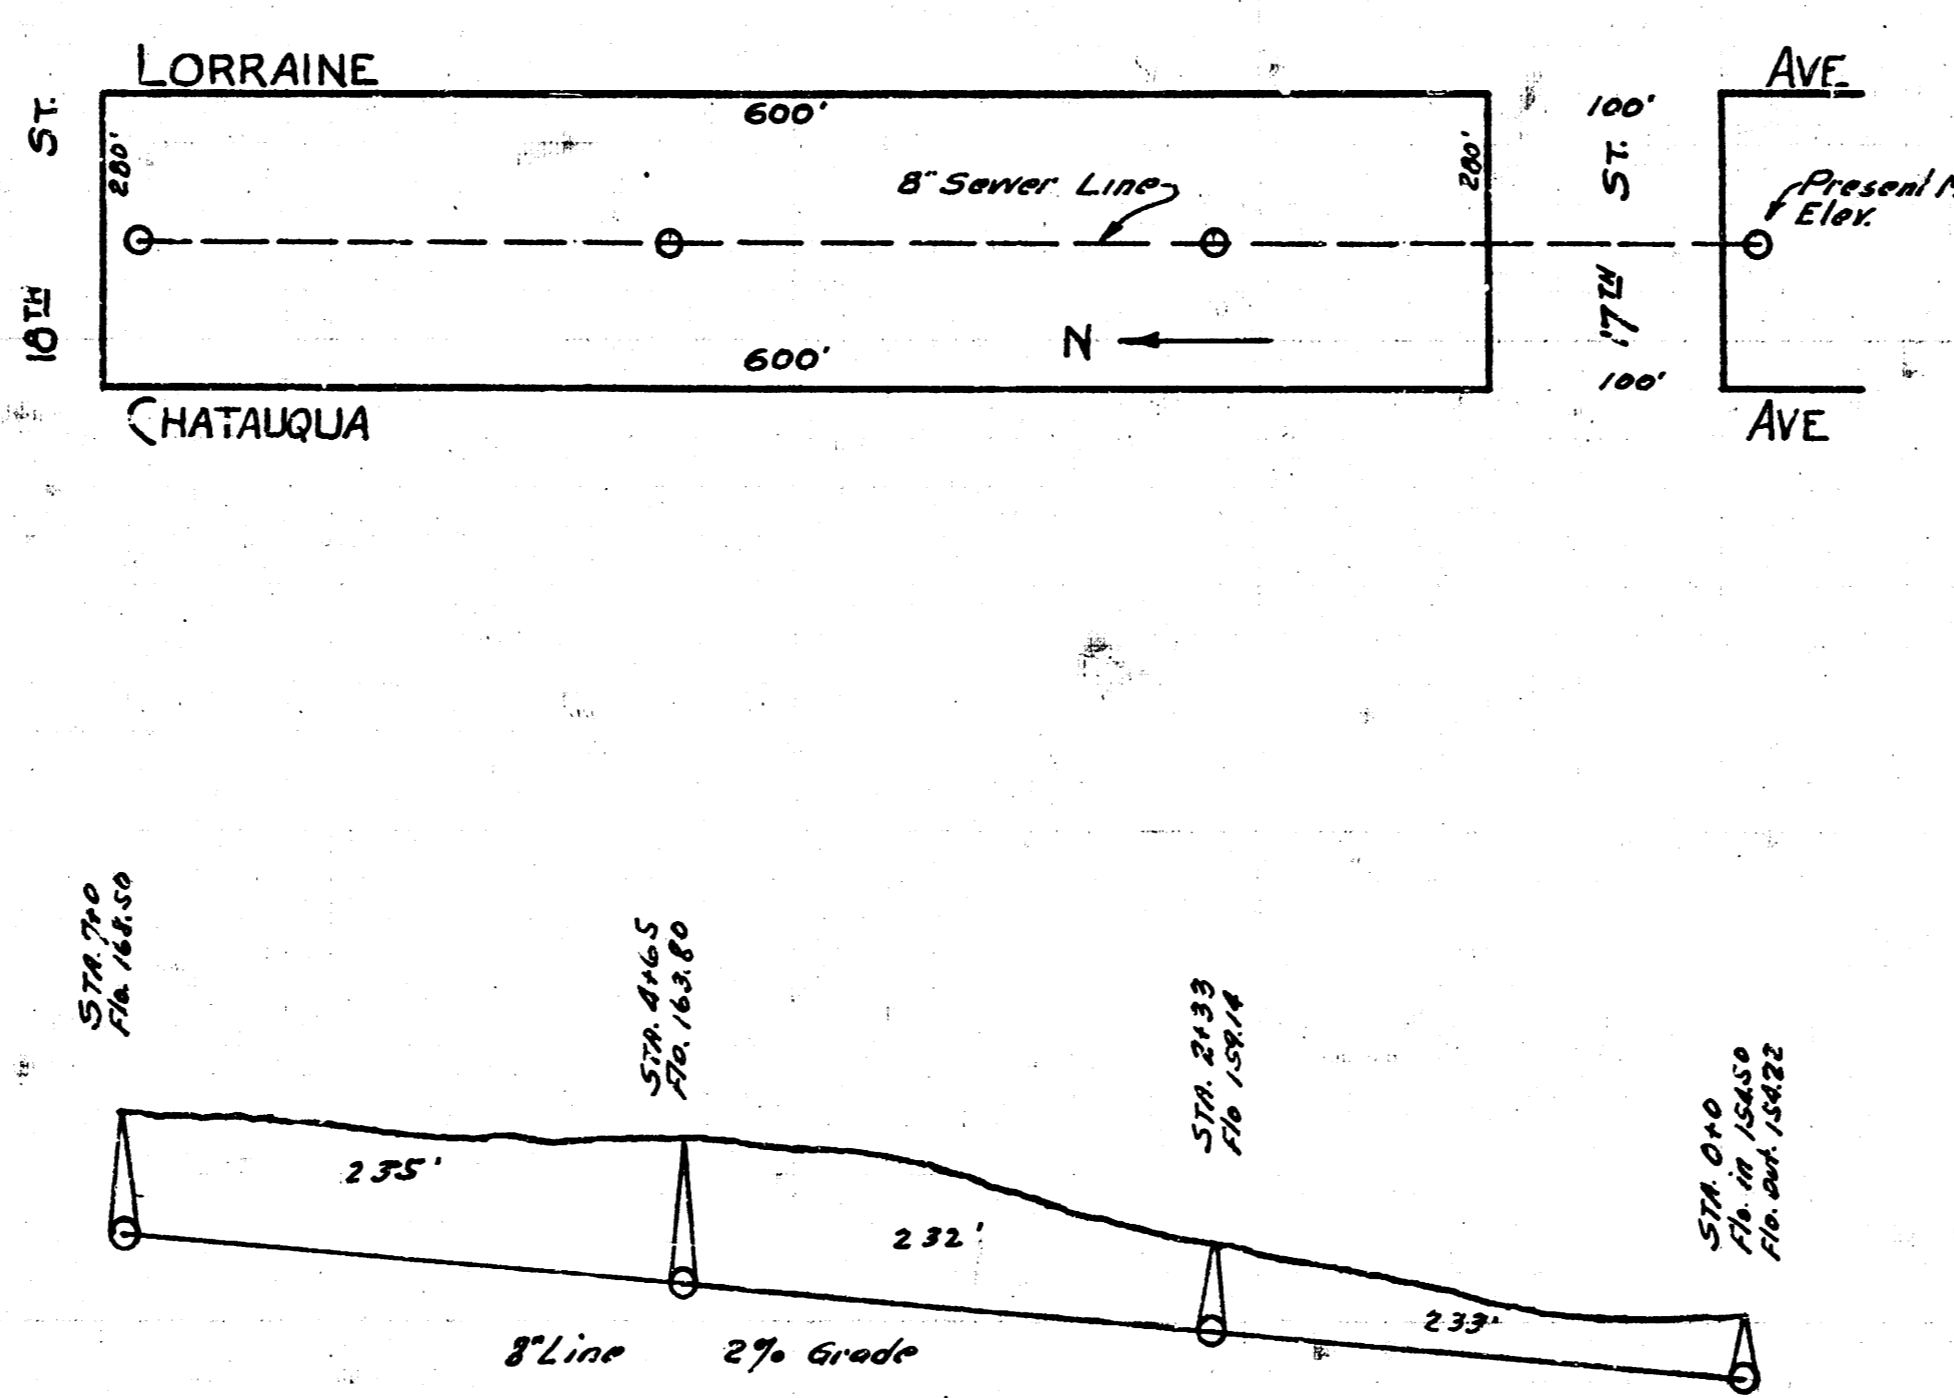 LORRAINE
AVE.
600'
100'
ST.
280'
280'
ST.
8" Sewer Line
Present
Elev.
18TH
17TH
N
600'
100'
CHATAUQUA
AVE
STA. 7+0
Flo. 168.50
STA. 4+65
Flo. 163.80
STA. 2+33
Flo 159.14
STA. 0+0
Flo. in 154.50
Flo. out. 154.22
235'
232'
233'
8" Line 2% Grade